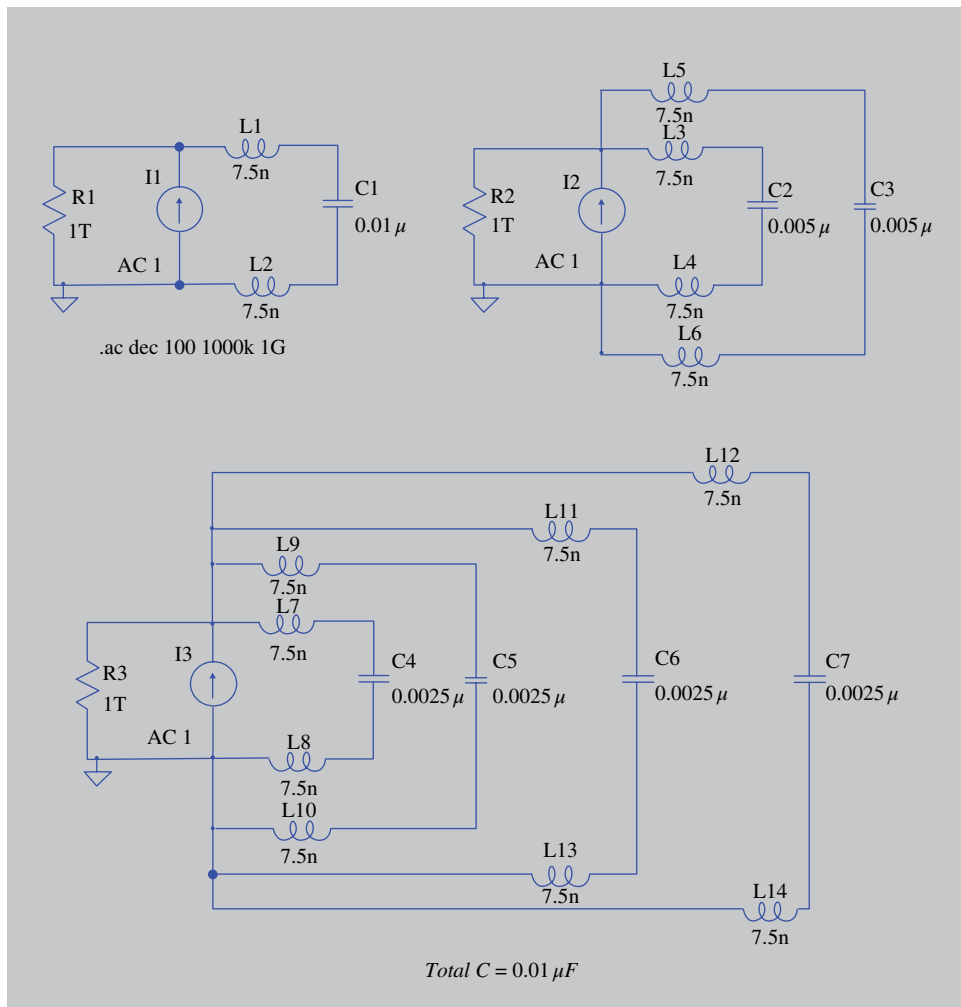 L1
7.5n
I1
R1
1T
C1
0.01 μ
AC 1
L2
7.5n
.ac dec 100 1000k 1G
L5
7.5n
L3
7.5n
I2
R2
1T
C2
0.005 μ
C3
0.005 μ
AC 1
L4
7.5n
L6
7.5n
L12
7.5n
L11
7.5n
L9
7.5n
L7
7.5n
I3
R3
1T
C4
0.0025 μ
C5
0.0025 μ
C6
0.0025 μ
C7
0.0025 μ
AC 1
L8
7.5n
L10
7.5n
L13
7.5n
L14
7.5n
Total C = 0.01 μF